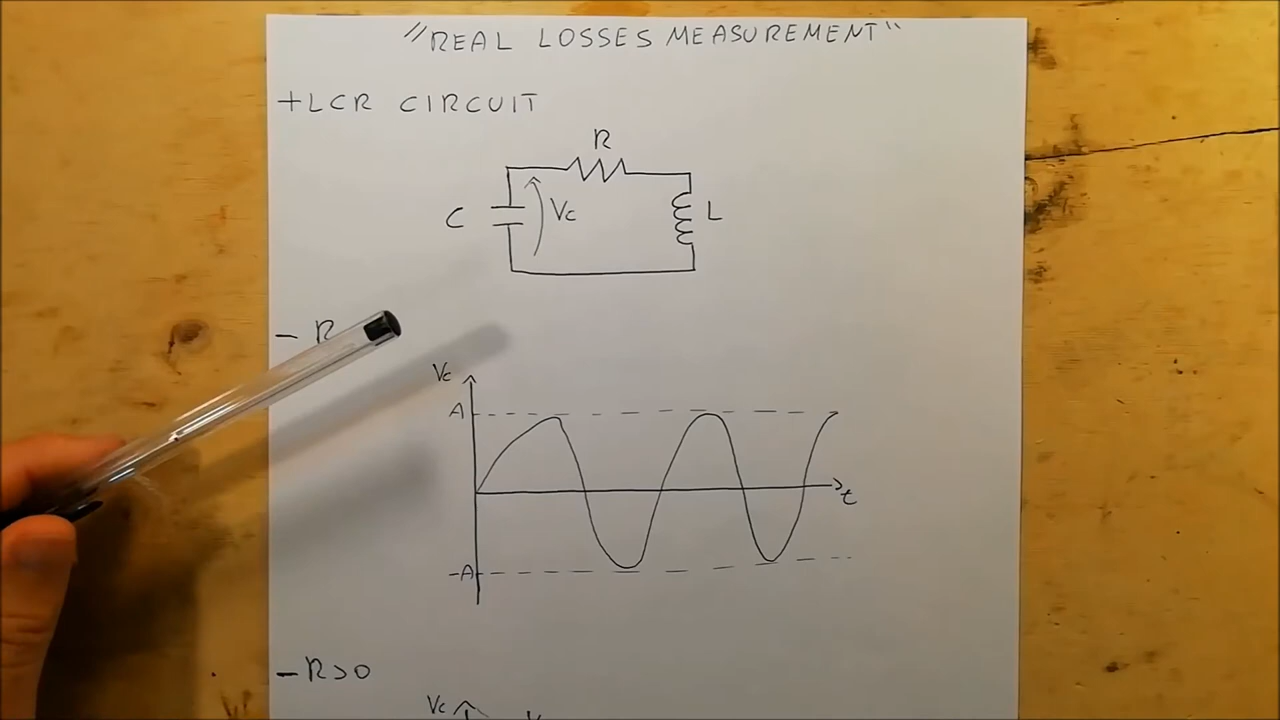 "REAL LOSSES MEASUREMENT"
+LCR CIRCUIT
R
C Vc L
- R
Vc
A
t
-A
- R>0
Vc